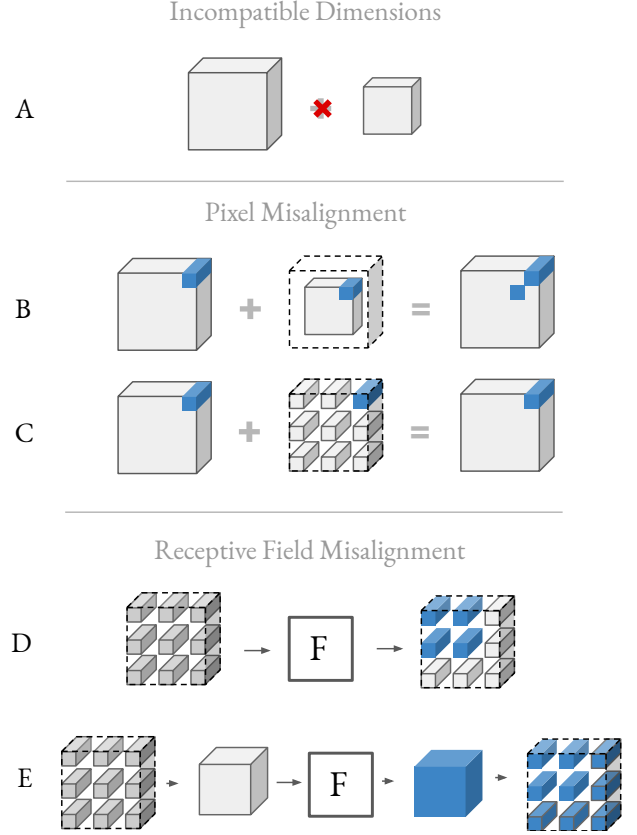 Incompatible Dimensions
A
Pixel Misalignment
B
+
=
C
+
=
Receptive Field Misalignment
D
F
E
F